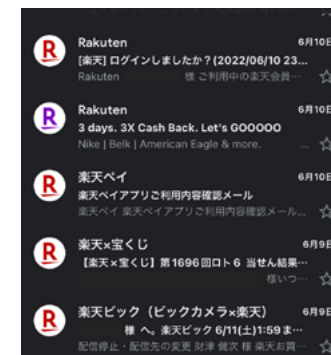 R
Rakuten
6月10日
[楽天] ログインしましたか？(2022/06/10 23...
Rakuten 様 ご利用中の楽天会員…
R
Rakuten
6月10日
3 days. 3X Cash Back. Let's GOOOOO
Nike | Belk | American Eagle & more. ...
R
楽天ペイ
6月10日
楽天ペイアプリご利用内容確認メール
楽天ペイ 楽天ペイアプリご利用内容確認メール...
R
楽天×宝くじ
6月9日
【楽天×宝くじ】第1696回ロト6 当せん結果…
様いつ…
R
楽天ビック（ビックカメラ×楽天）
6月9日
様 へ。楽天ビック 6/11(土)1:59ま…
配信停止・配信先の変更 財津 健次 様 楽天お買…